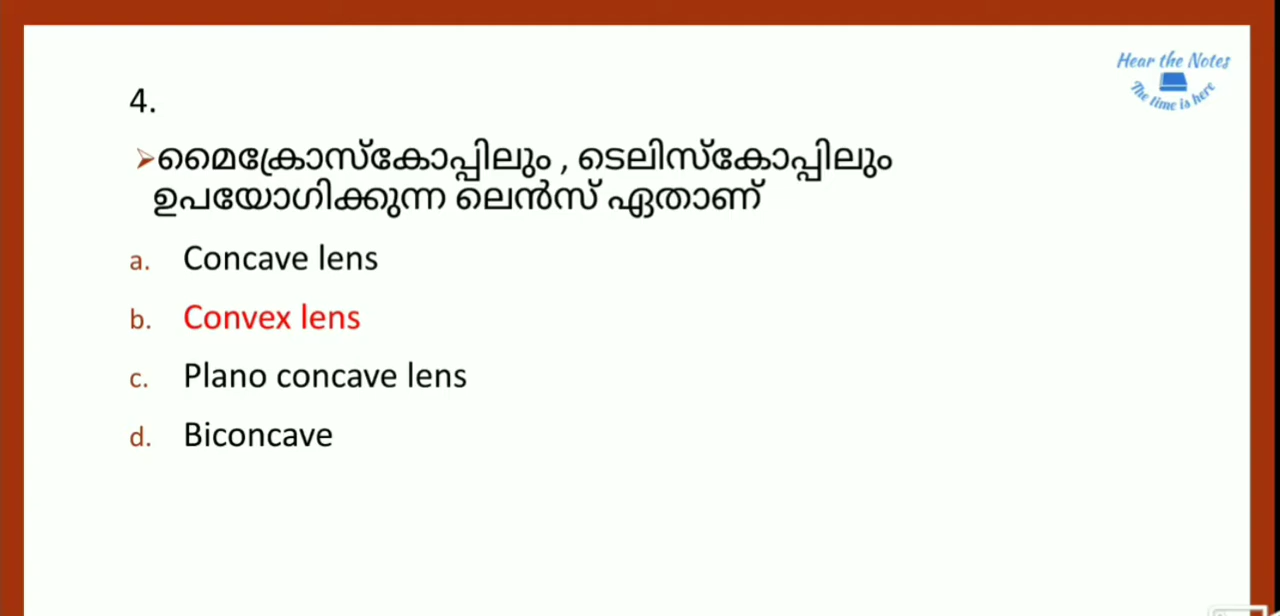 Hear the Notes
The time is here
4.
➢മൈക്രോസ്കോപ്പിലും , ടെലിസ്കോപ്പിലും
ഉപയോഗിക്കുന്ന ലെൻസ് ഏതാണ്
a. Concave lens
b. Convex lens
c. Plano concave lens
d. Biconcave